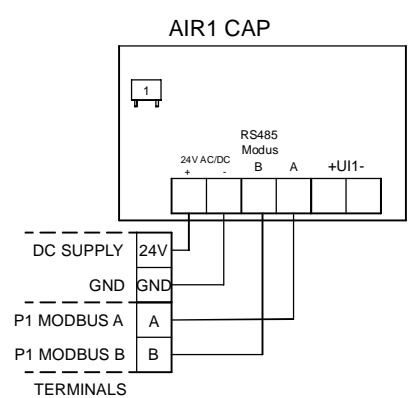 AIR1 CAP
1
RS485
Modus
24V AC/DC
+ - B A +UI1-
DC SUPPLY 24V
GND GND
P1 MODBUS A A
P1 MODBUS B B
TERMINALS